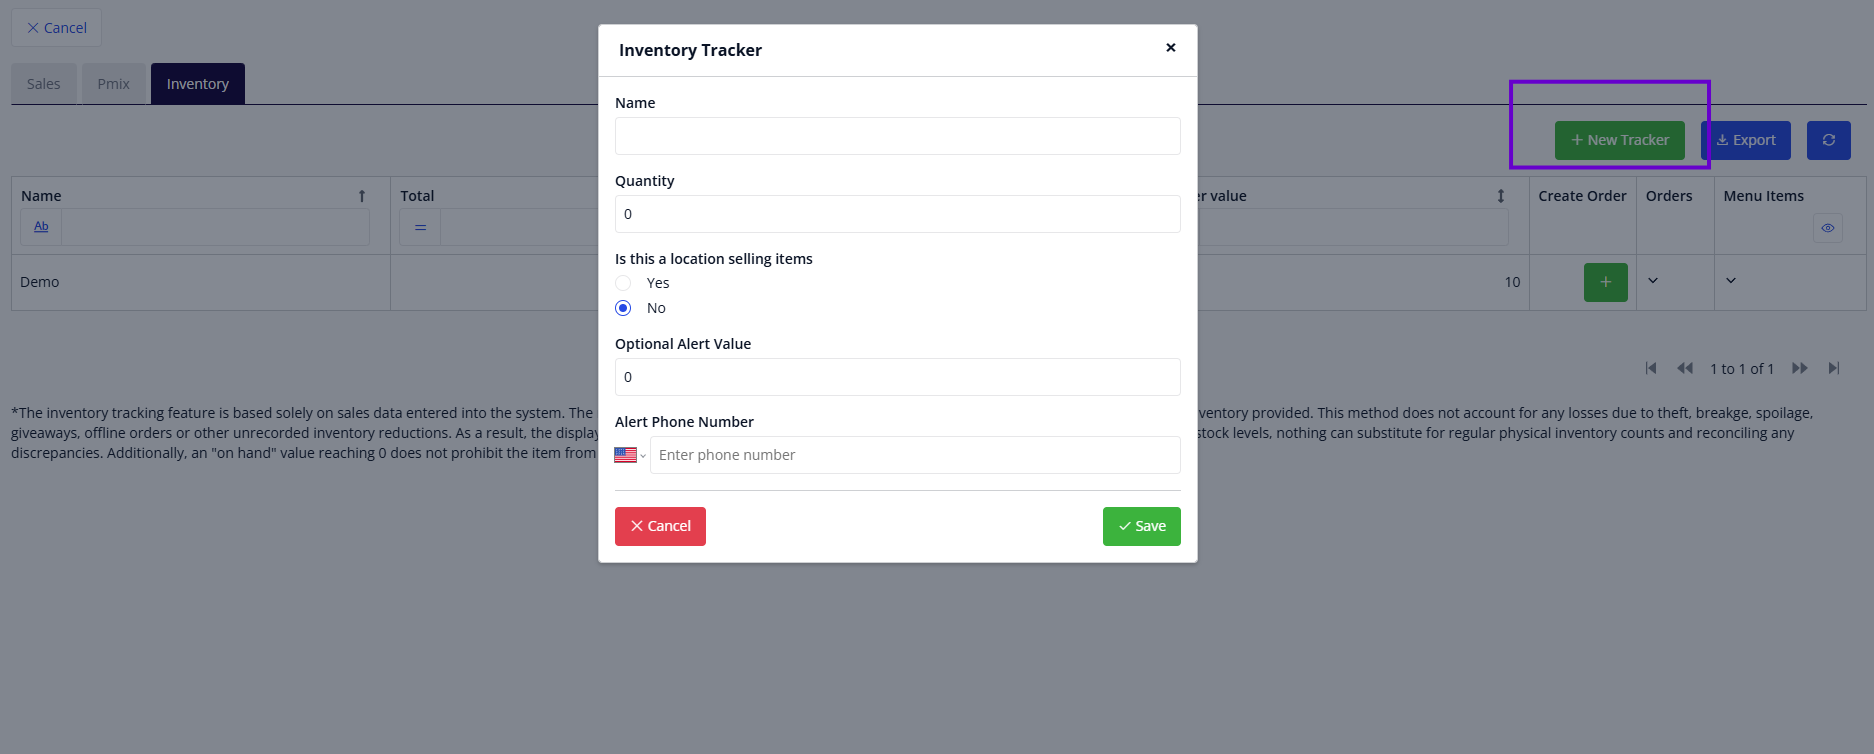 Cancel
Sales Pmix Inventory
New Tracker Export
Name Total er value Create Order Orders Menu Items
Ab =
Demo 10
1 to 1 of 1
*The inventory tracking feature is based solely on sales data entered into the system. The
ventory provided. This method does not account for any losses due to theft, breakge, spoilage,
giveaways, offline orders or other unrecorded inventory reductions. As a result, the display
stock levels, nothing can substitute for regular physical inventory counts and reconciling any
discrepancies. Additionally, an "on hand" value reaching 0 does not prohibit the item from
Inventory Tracker
Name
Quantity
0
Is this a location selling items
Yes
No
Optional Alert Value
0
Alert Phone Number
Enter phone number
Cancel Save